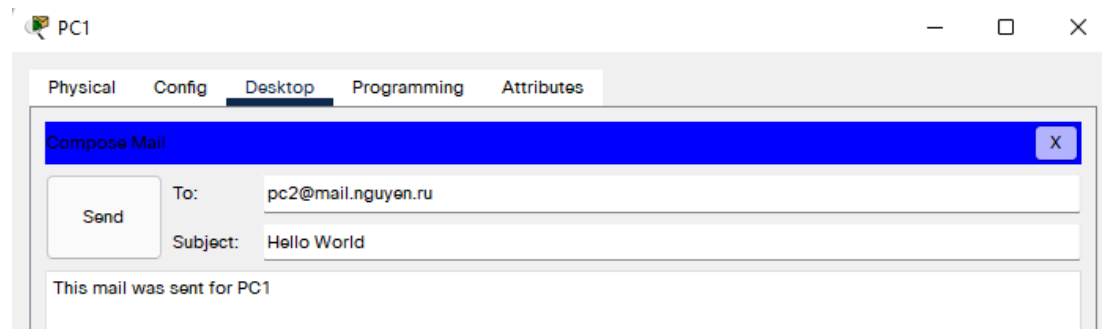 PC1
Physical Config Desktop Programming Attributes
Compose Mail X
Send
To: pc2@mail.nguyen.ru
Subject: Hello World
This mail was sent for PC1